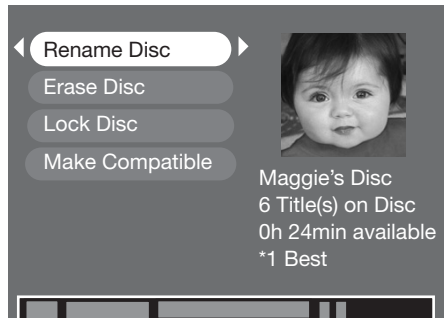 Rename Disc
Erase Disc
Lock Disc
Make Compatible
Maggie's Disc
6 Title(s) on Disc
0h 24min available
*1 Best